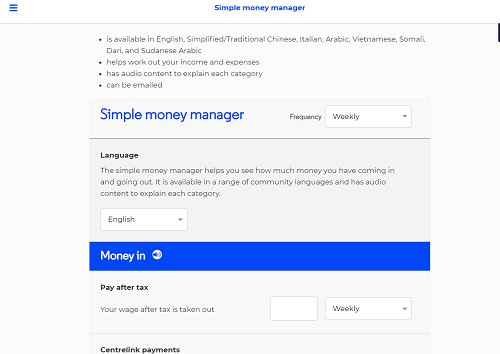 Simple money manager
is available in English, Simplified/Traditional Chinese, Italian, Arabic, Vietnamese, Somali,
Dari, and Sudanese Arabic
helps work out your income and expenses
has audio content to explain each category
can be emailed
Simple money manager
Frequency Weekly
Language
The simple money manager helps you see how much money you have coming in
and going out. It is available in a range of community languages and has audio
content to explain each category.
English
Money in
Pay after tax
Your wage after tax is taken out Weekly
Centrelink payments